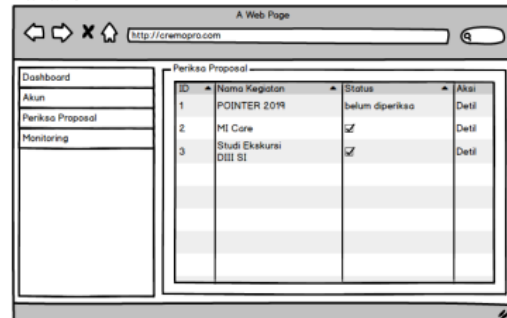 A Web Page
http://cremopro.com
Dashboard
Akun
Periksa Proposal
Monitoring
Periksa Proposal
ID Nama Kegiatan Status Aksi
1 POINTER 2019 belum diperiksa Detil
2 MI Care Detil
3 Studi Ekskursi DIII SI Detil